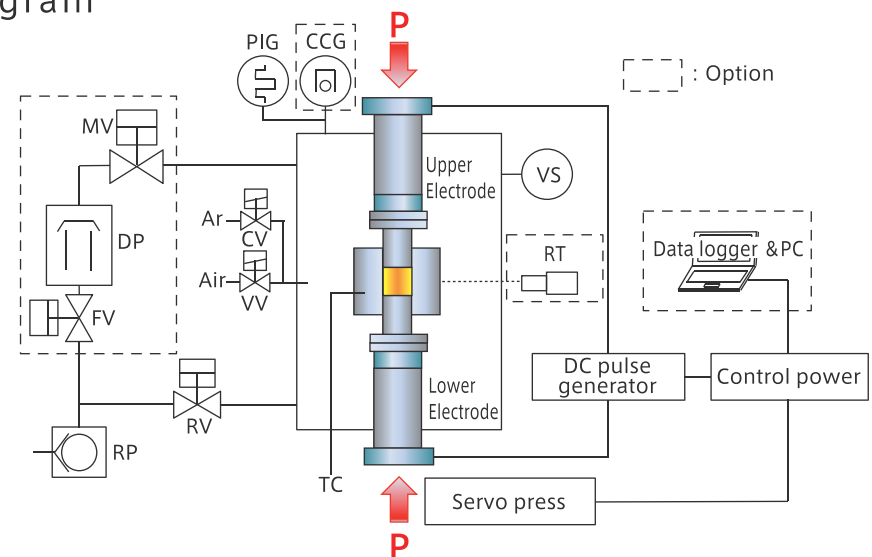 gram
P
PIG
CCG
: Option
MV
Upper
Electrode
VS
Ar
CV
DP
Air
VV
RT
Data logger & PC
FV
DC pulse
generator
Control power
Lower
Electrode
RV
RP
TC
Servo press
P